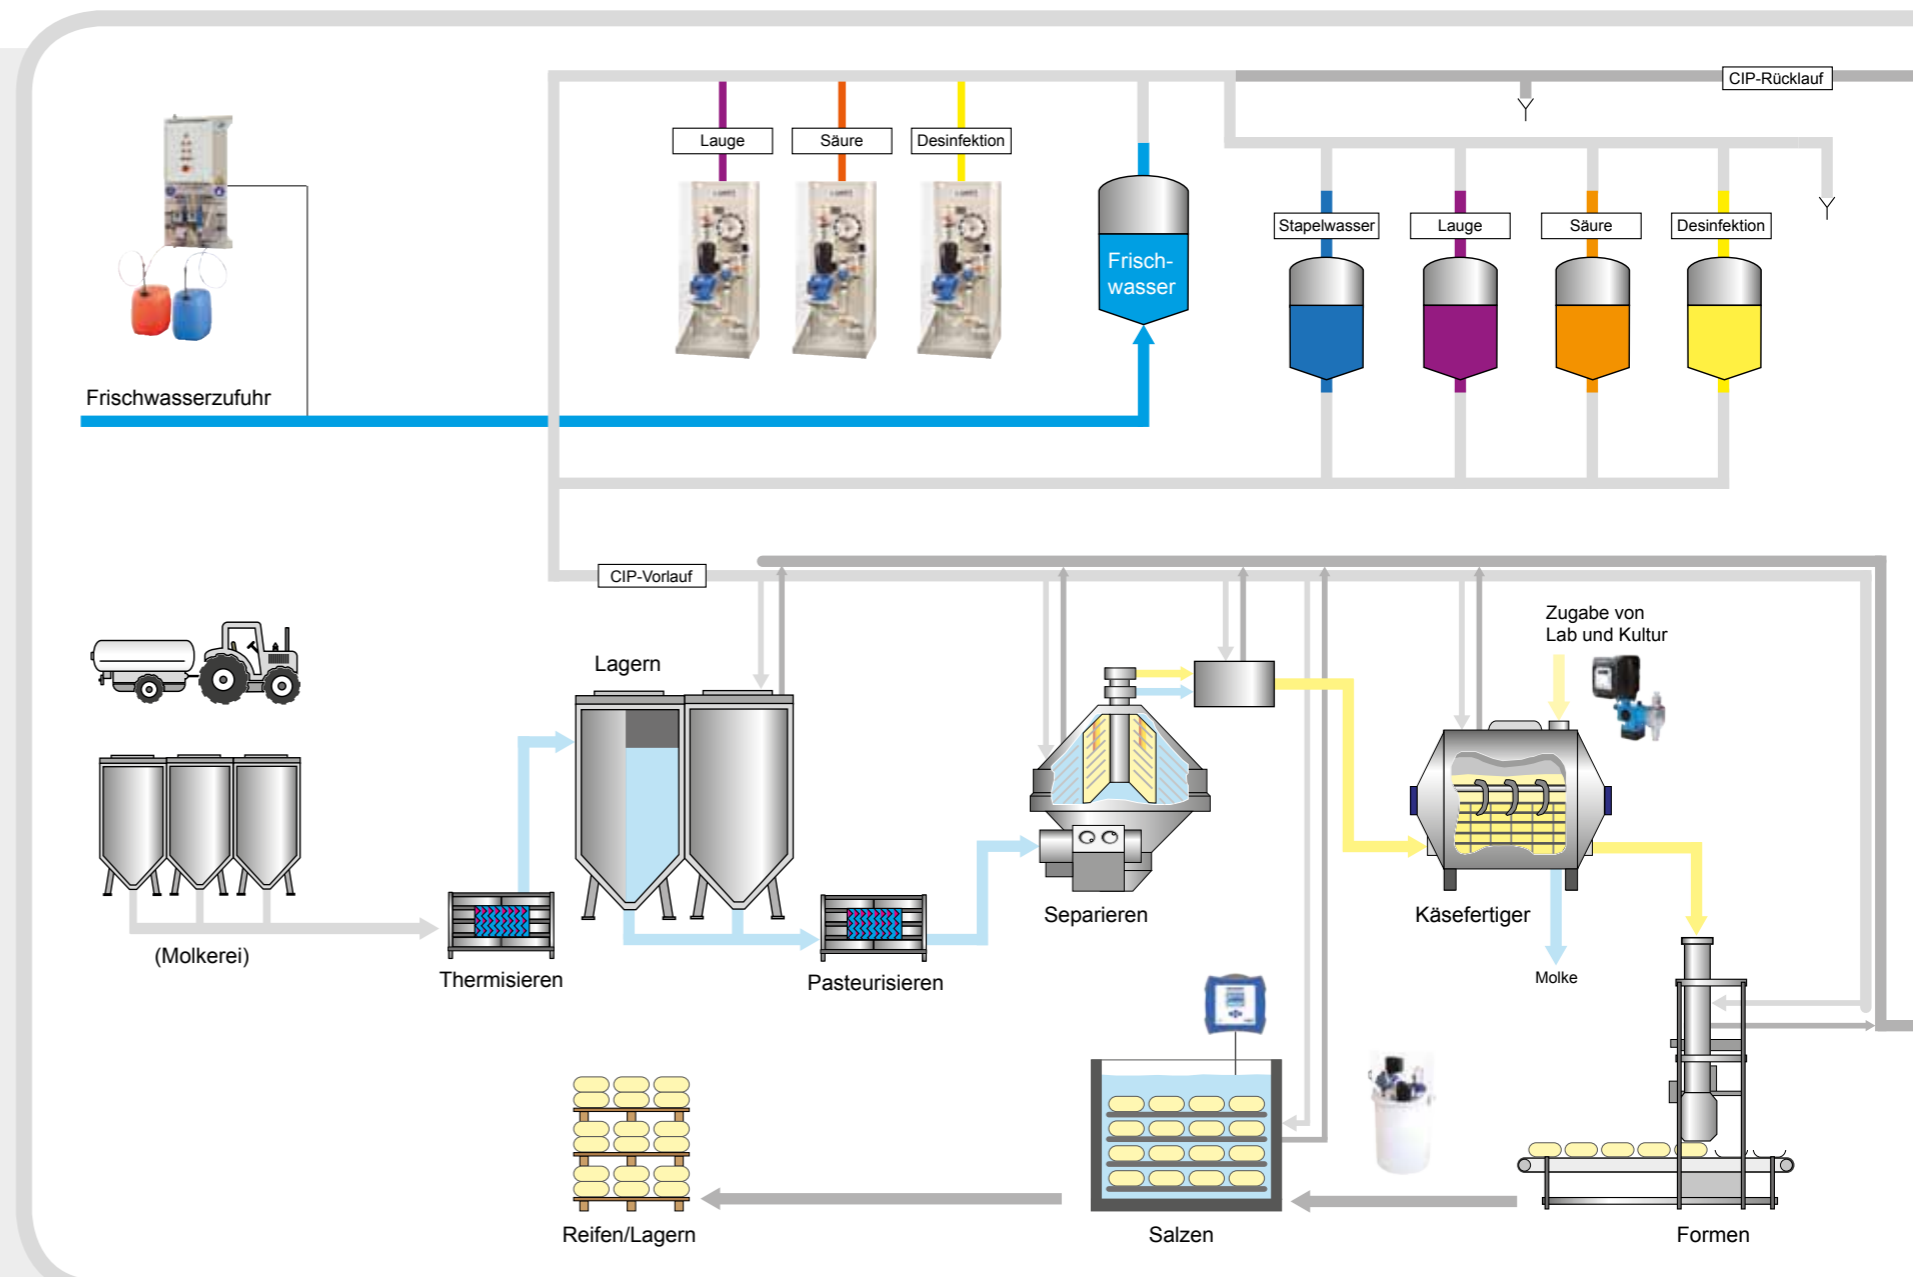 CIP-Rücklauf
Lauge
Säure
Desinfektion
Stapelwasser
Lauge
Säure
Desinfektion
Frisch-
wasser
Frischwasserzufuhr
CIP-Vorlauf
Zugabe von
Lab und Kultur
Lagern
(Molkerei)
Thermisieren
Pasteurisieren
Separieren
Käsefertiger
Molke
Reifen/Lagern
Salzen
Formen